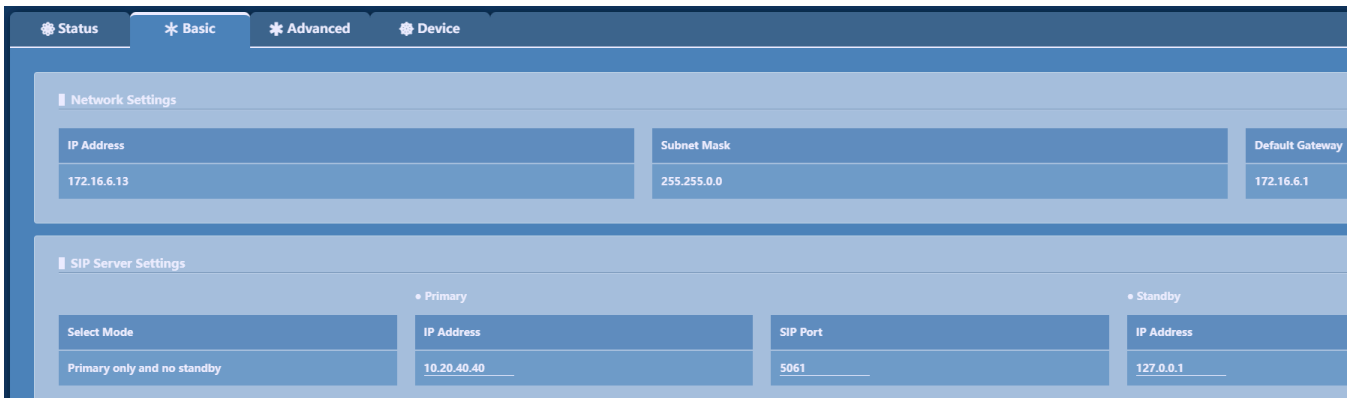 Status Basic Advanced Device
Network Settings
IP Address Subnet Mask Default Gateway
172.16.6.13 255.255.0.0 172.16.6.1
SIP Server Settings
● Primary ● Standby
Select Mode IP Address SIP Port IP Address
Primary only and no standby 10.20.40.40 5061 127.0.0.1